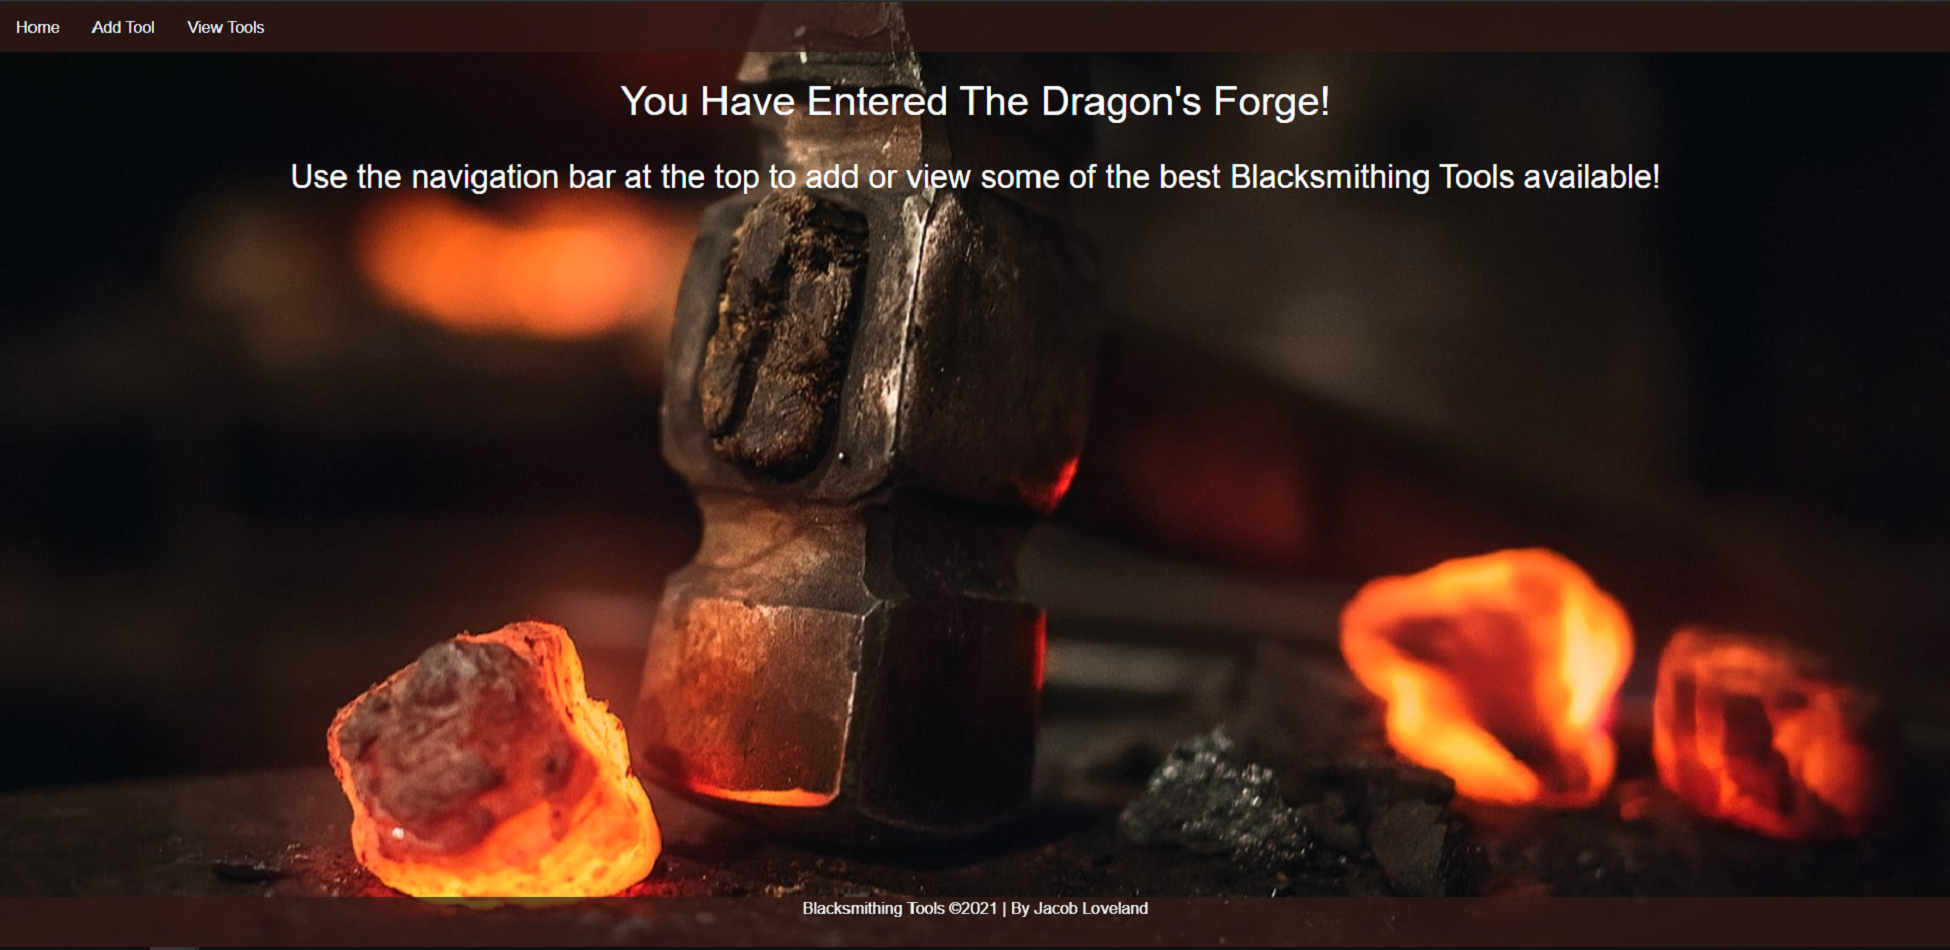 Home Add Tool View Tools
You Have Entered The Dragon's Forge!
Use the navigation bar at the top to add or view some of the best Blacksmithing Tools available!
Blacksmithing Tools ©2021 | By Jacob Loveland